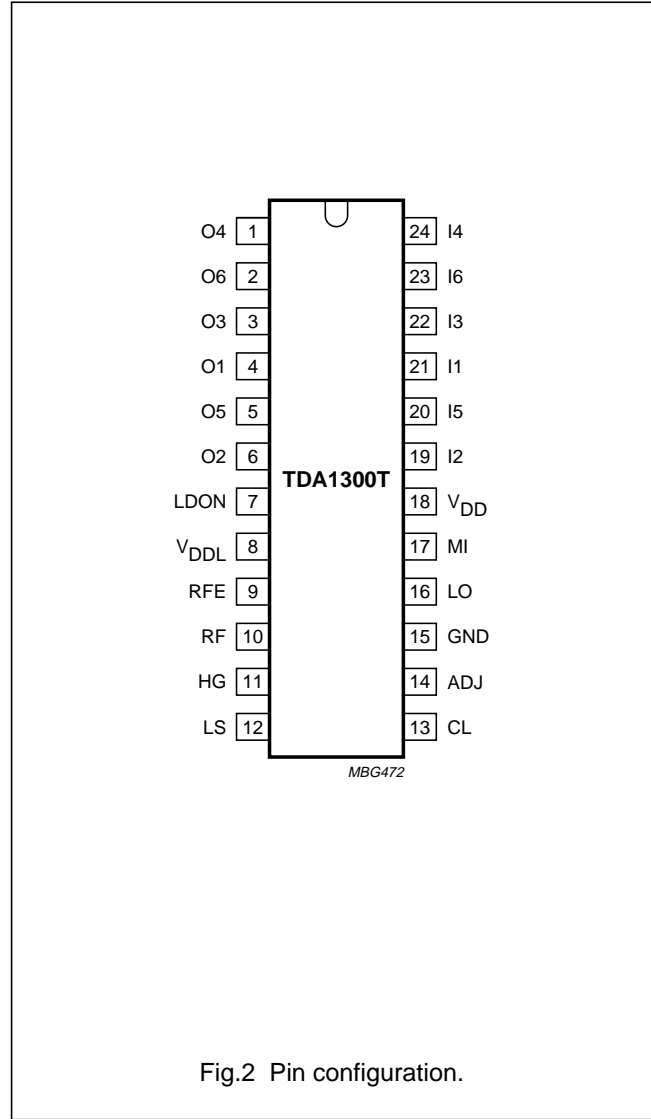 O4 1 24 I4
O6 2 23 I6
O3 3 22 I3
O1 4 21 I1
O5 5 20 I5
O2 6 19 I2
TDA1300T
LDON 7 18 VDD
VDDL 8 17 MI
RFE 9 16 LO
RF 10 15 GND
HG 11 14 ADJ
LS 12 13 CL
MBG472
Fig.2 Pin configuration.